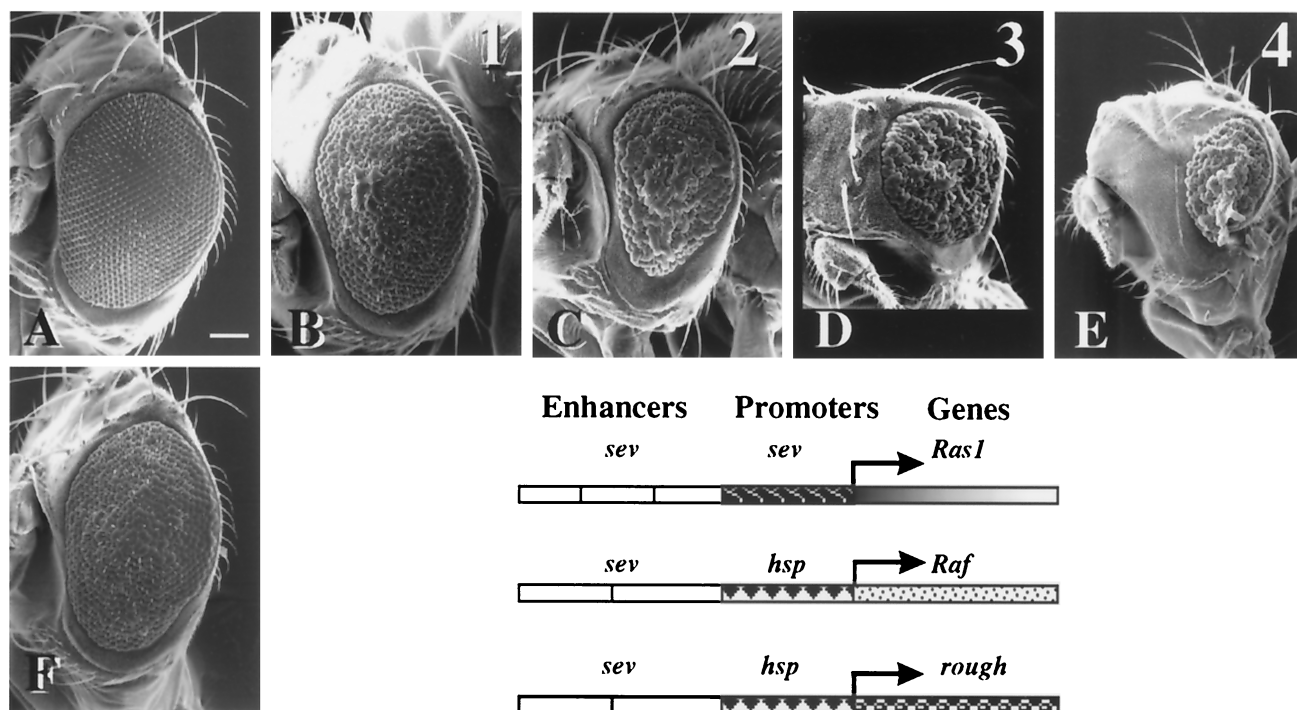 A
B 1
C 2
D 3
E 4
F
Enhancers Promoters Genes
sev sev Ras1
sev hsp Raf
sev hsp rough